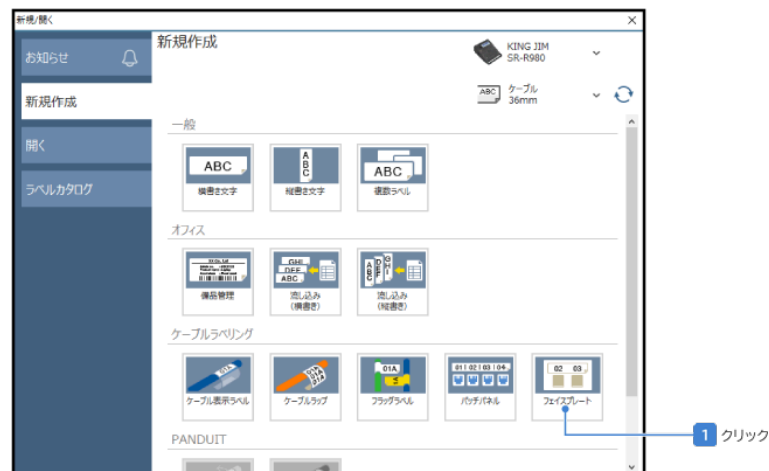 新規/開く
お知らせ
新規作成
開く
ラベルカタログ
新規作成
KING JIM
SR-R980
ABC
ケーブル
36mm
一般
ABC
横書き文字
ABC
縦書き文字
ABC
複数ラベル
オフィス
備品管理
GHI
DEF
ABC
流し込み
(横書き)
ABC
DEF
GHI
流し込み
(縦書き)
ケーブルラベリング
01A
ケーブル表示ラベル
01A
01A
01A
ケーブルラップ
01A
フラッグラベル
01 02 03 04
パッチパネル
02 03
フェイスプレート
1 クリック
PANDUIT